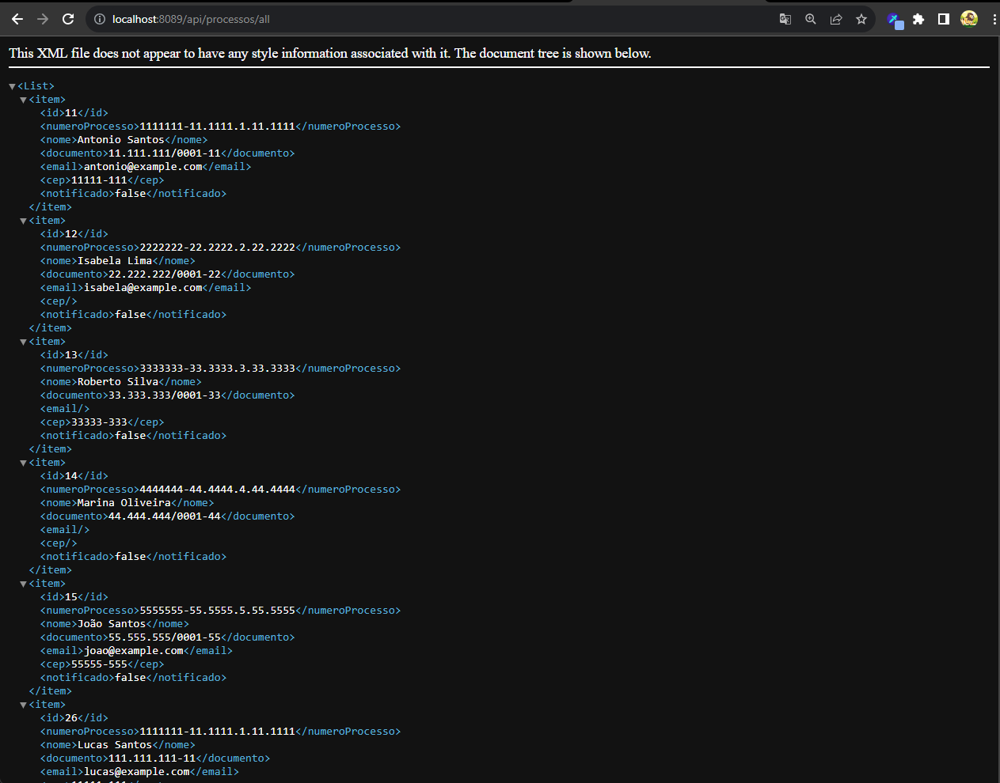 localhost:8089/api/processos/all
This XML file does not appear to have any style information associated with it. The document tree is shown below.
<List>
<item>
<id>11</id>
<numeroProcesso>1111111-11.1111.1.11.1111</numeroProcesso>
<nome>Antonio Santos</nome>
<documento>11.111.111/0001-11</documento>
<email>antonio@example.com</email>
<cep>11111-111</cep>
<notificado>false</notificado>
</item>
<item>
<id>12</id>
<numeroProcesso>2222222-22.2222.2.22.2222</numeroProcesso>
<nome>Isabela Lima</nome>
<documento>22.222.222/0001-22</documento>
<email>isabela@example.com</email>
<cep/>
<notificado>false</notificado>
</item>
<item>
<id>13</id>
<numeroProcesso>3333333-33.3333.3.33.3333</numeroProcesso>
<nome>Roberto Silva</nome>
<documento>33.333.333/0001-33</documento>
<email/>
<cep>33333-333</cep>
<notificado>false</notificado>
</item>
<item>
<id>14</id>
<numeroProcesso>4444444-44.4444.4.44.4444</numeroProcesso>
<nome>Marina Oliveira</nome>
<documento>44.444.444/0001-44</documento>
<email/>
<cep/>
<notificado>false</notificado>
</item>
<item>
<id>15</id>
<numeroProcesso>5555555-55.5555.5.55.5555</numeroProcesso>
<nome>João Santos</nome>
<documento>55.555.555/0001-55</documento>
<email>joao@example.com</email>
<cep>55555-555</cep>
<notificado>false</notificado>
</item>
<item>
<id>26</id>
<numeroProcesso>1111111-11.1111.1.11.1111</numeroProcesso>
<nome>Lucas Santos</nome>
<documento>111.111.111-11</documento>
<email>lucas@example.com</email>